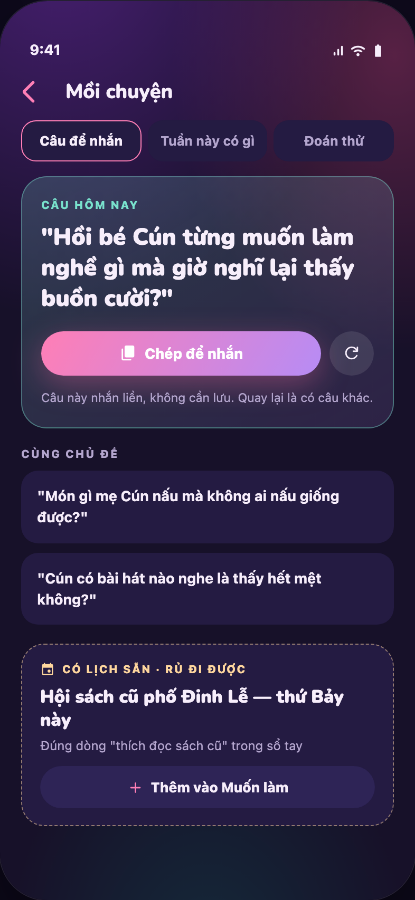 9:41
Mồi chuyện
Câu để nhắn
Tuần này có gì
Đoán thử
CÂU HÔM NAY
"Hồi bé Cún từng muốn làm
nghề gì mà giờ nghĩ lại thấy
buồn cười?"
Chép để nhắn
Câu này nhắn liền, không cần lưu. Quay lại là có câu khác.
CÙNG CHỦ ĐỀ
"Món gì mẹ Cún nấu mà không ai nấu giống
được?"
"Cún có bài hát nào nghe là thấy hết mệt
không?"
CÓ LỊCH SẴN · RỦ ĐI ĐƯỢC
Hội sách cũ phố Đinh Lễ — thứ Bảy
này
Đúng dòng "thích đọc sách cũ" trong sổ tay
+ Thêm vào Muốn làm